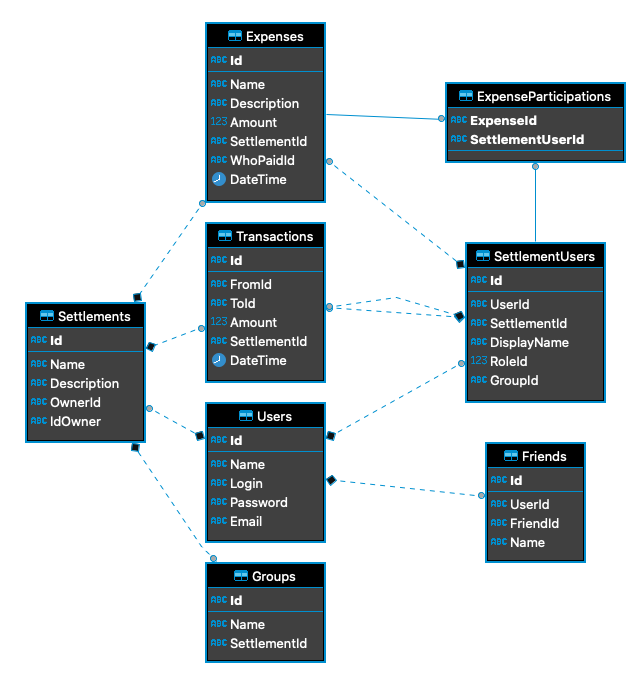 Expenses
ABC Id
ABC Name
ABC Description
123 Amount
ABC SettlementId
ABC WhoPaidId
DateTime
ExpenseParticipations
ABC ExpenseId
ABC SettlementUserId
Transactions
ABC Id
ABC FromId
ABC ToId
123 Amount
ABC SettlementId
DateTime
SettlementUsers
ABC Id
ABC UserId
ABC SettlementId
ABC DisplayName
123 RoleId
ABC GroupId
Settlements
ABC Id
ABC Name
ABC Description
ABC OwnerId
ABC IdOwner
Users
ABC Id
ABC Name
ABC Login
ABC Password
ABC Email
Friends
ABC Id
ABC UserId
ABC FriendId
ABC Name
Groups
ABC Id
ABC Name
ABC SettlementId